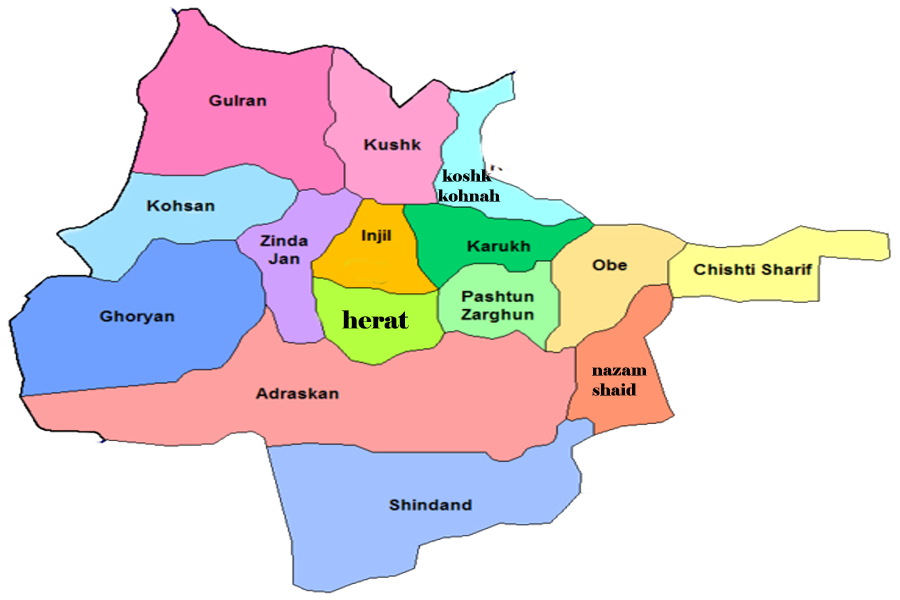 Gulran
Kushk
koshk
kohnah
Kohsan
Zinda
Jan
Injil
Karukh
Obe
Chishti Sharif
Ghoryan
herat
Pashtun
Zarghun
nazam
shaid
Adraskan
Shindand